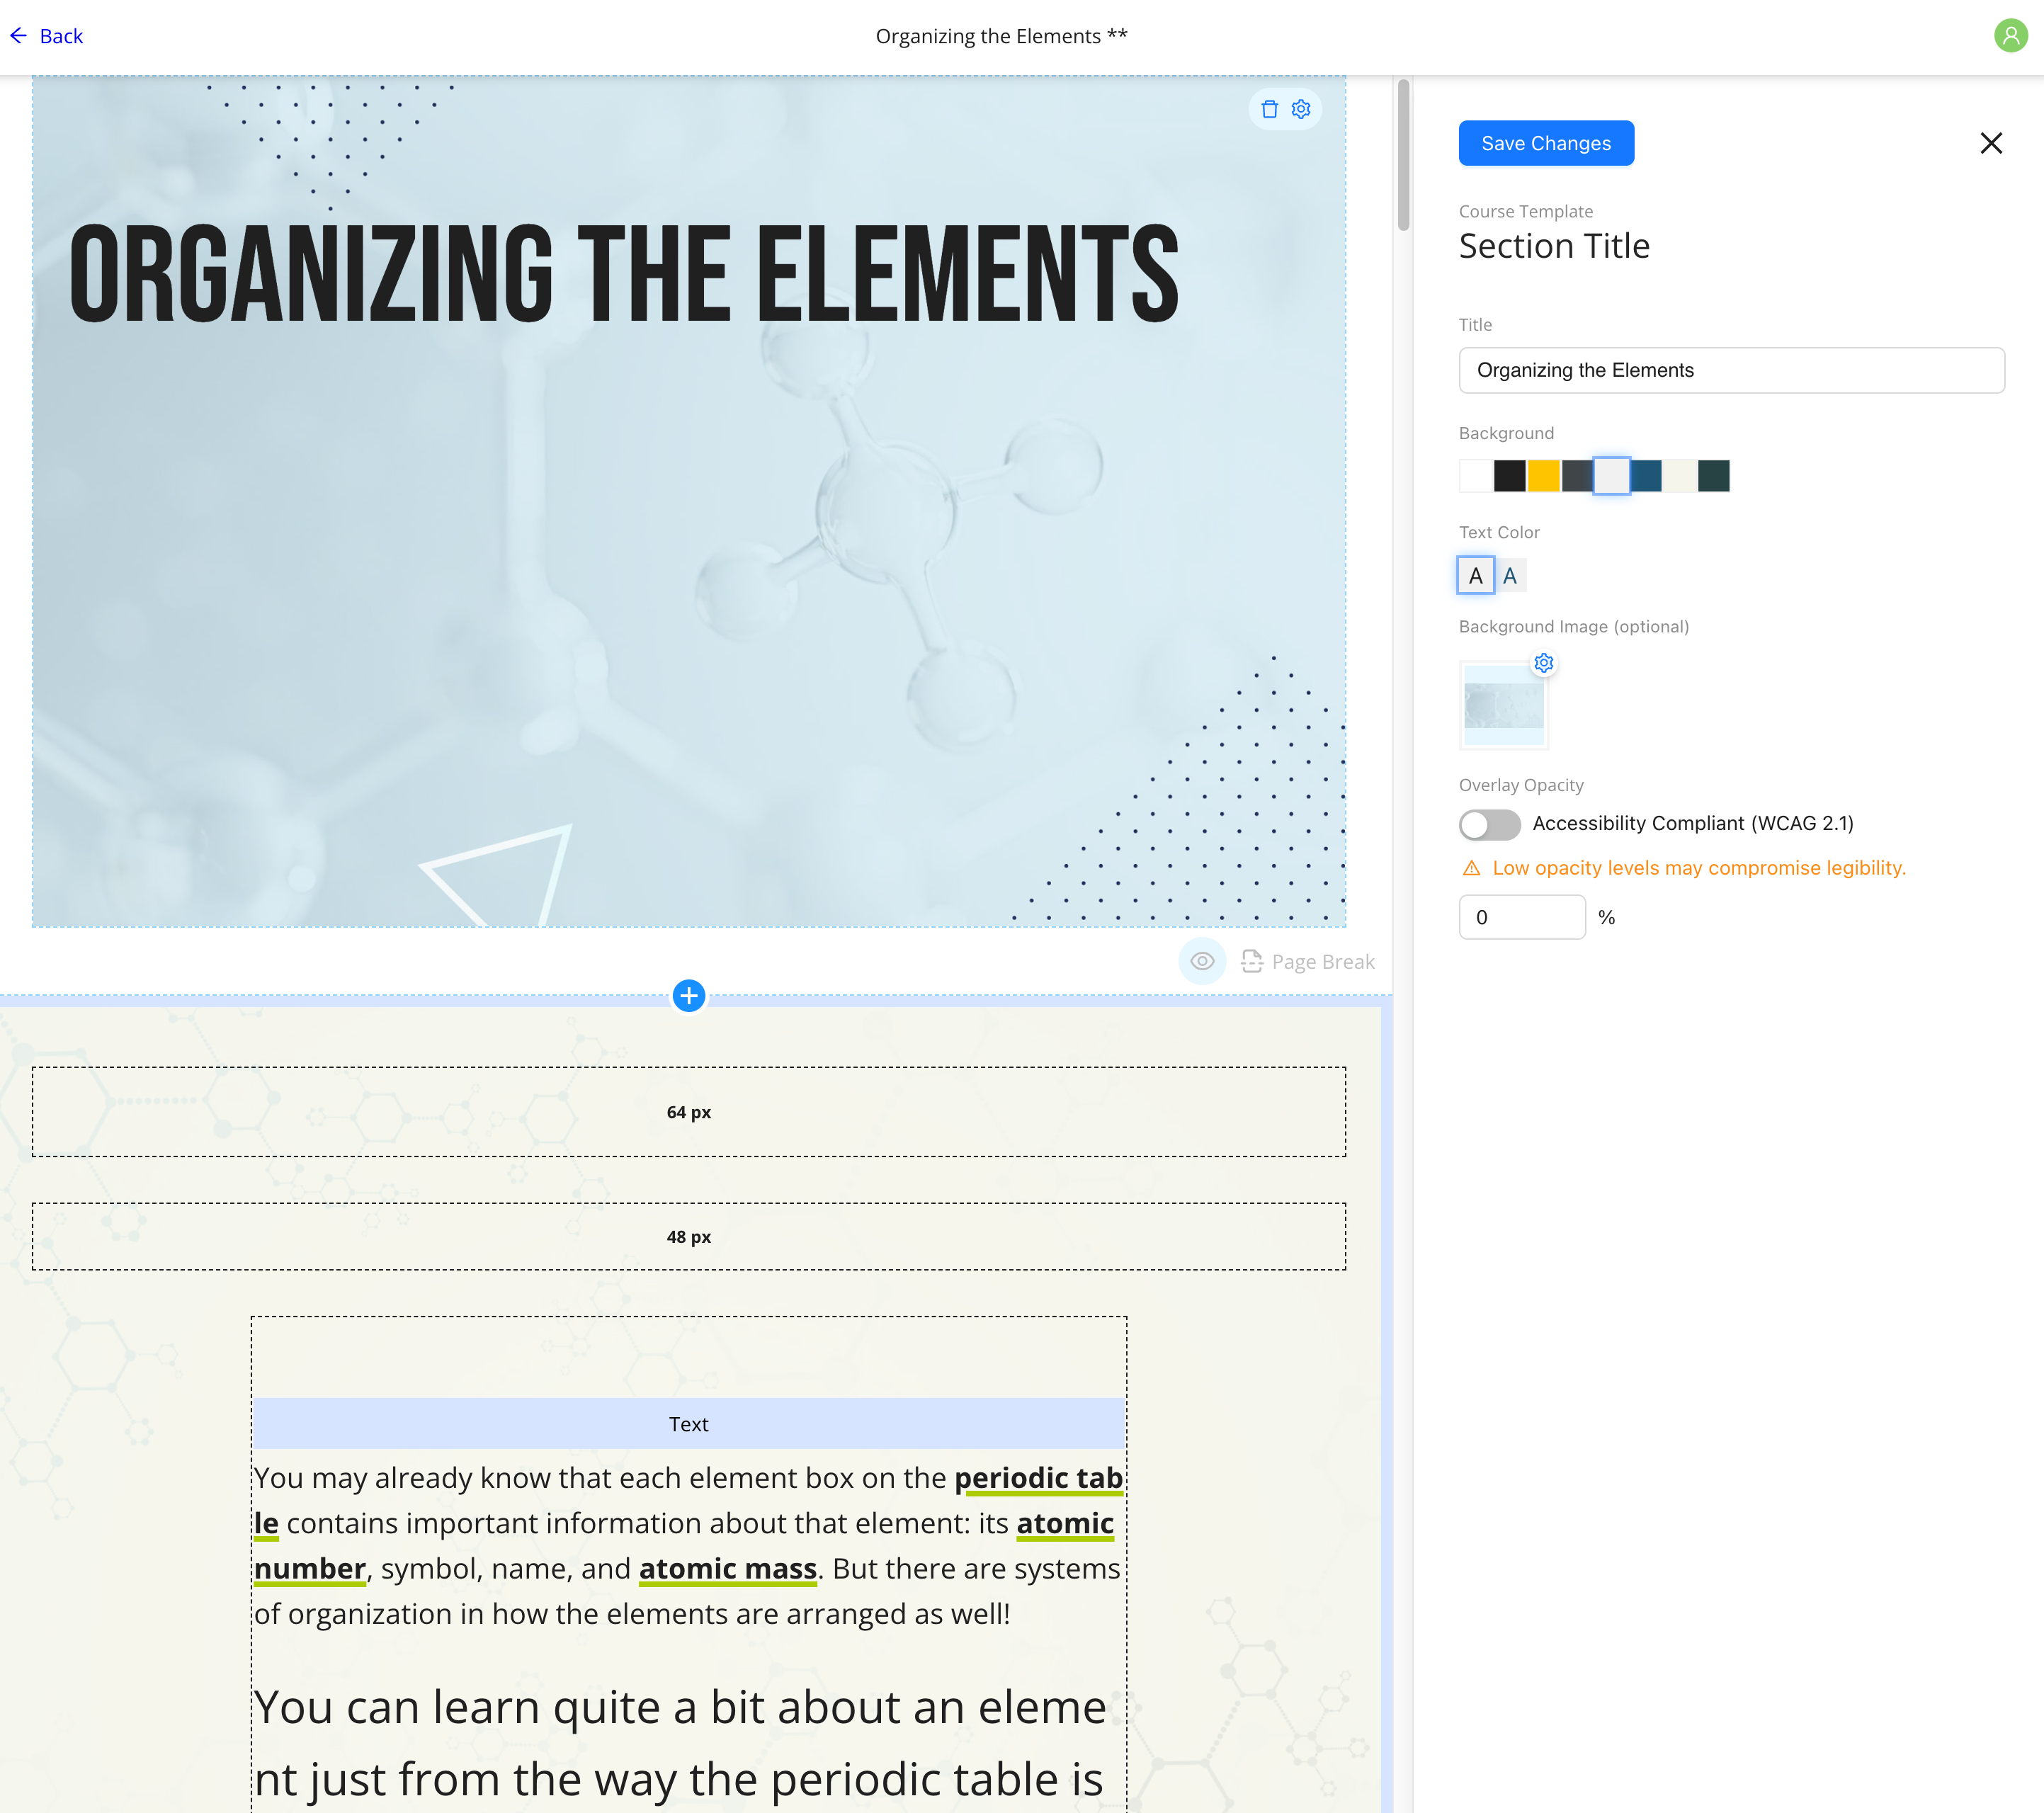 Back
Organizing the Elements **
ORGANIZING THE ELEMENTS
Page Break
64 px
48 px
Text
You may already know that each element box on the periodic tab
le contains important information about that element: its atomic
number, symbol, name, and atomic mass. But there are systems
of organization in how the elements are arranged as well!
You can learn quite a bit about an eleme
nt just from the way the periodic table is
Save Changes
Course Template
Section Title
Title
Organizing the Elements
Background
Text Color
A A
Background Image (optional)
Overlay Opacity
Accessibility Compliant (WCAG 2.1)
Low opacity levels may compromise legibility.
0 %